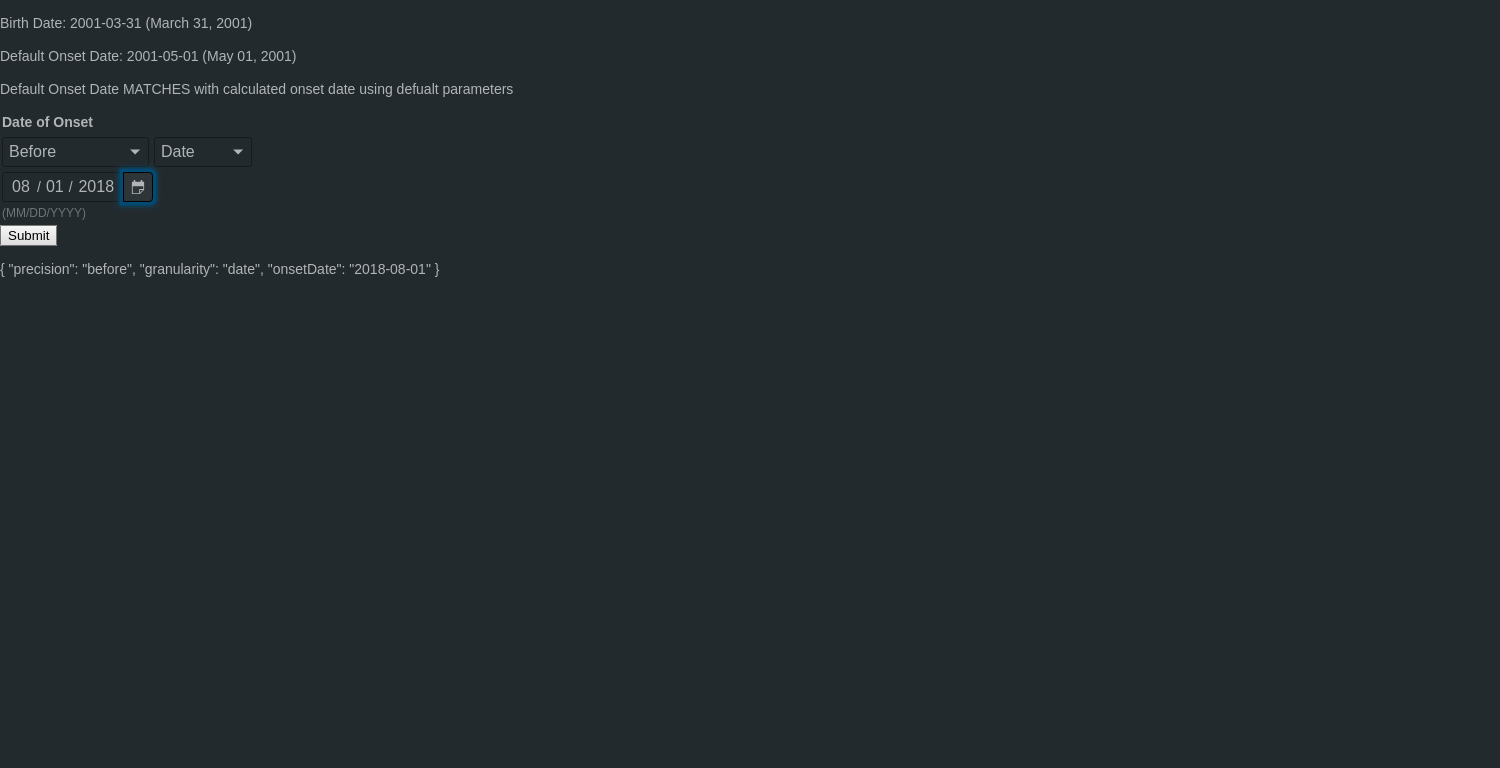 Birth Date: 2001-03-31 (March 31, 2001)
Default Onset Date: 2001-05-01 (May 01, 2001)
Default Onset Date MATCHES with calculated onset date using defualt parameters
Date of Onset
Before Date
08 / 01 / 2018
(MM/DD/YYYY)
Submit
{ "precision": "before", "granularity": "date", "onsetDate": "2018-08-01" }